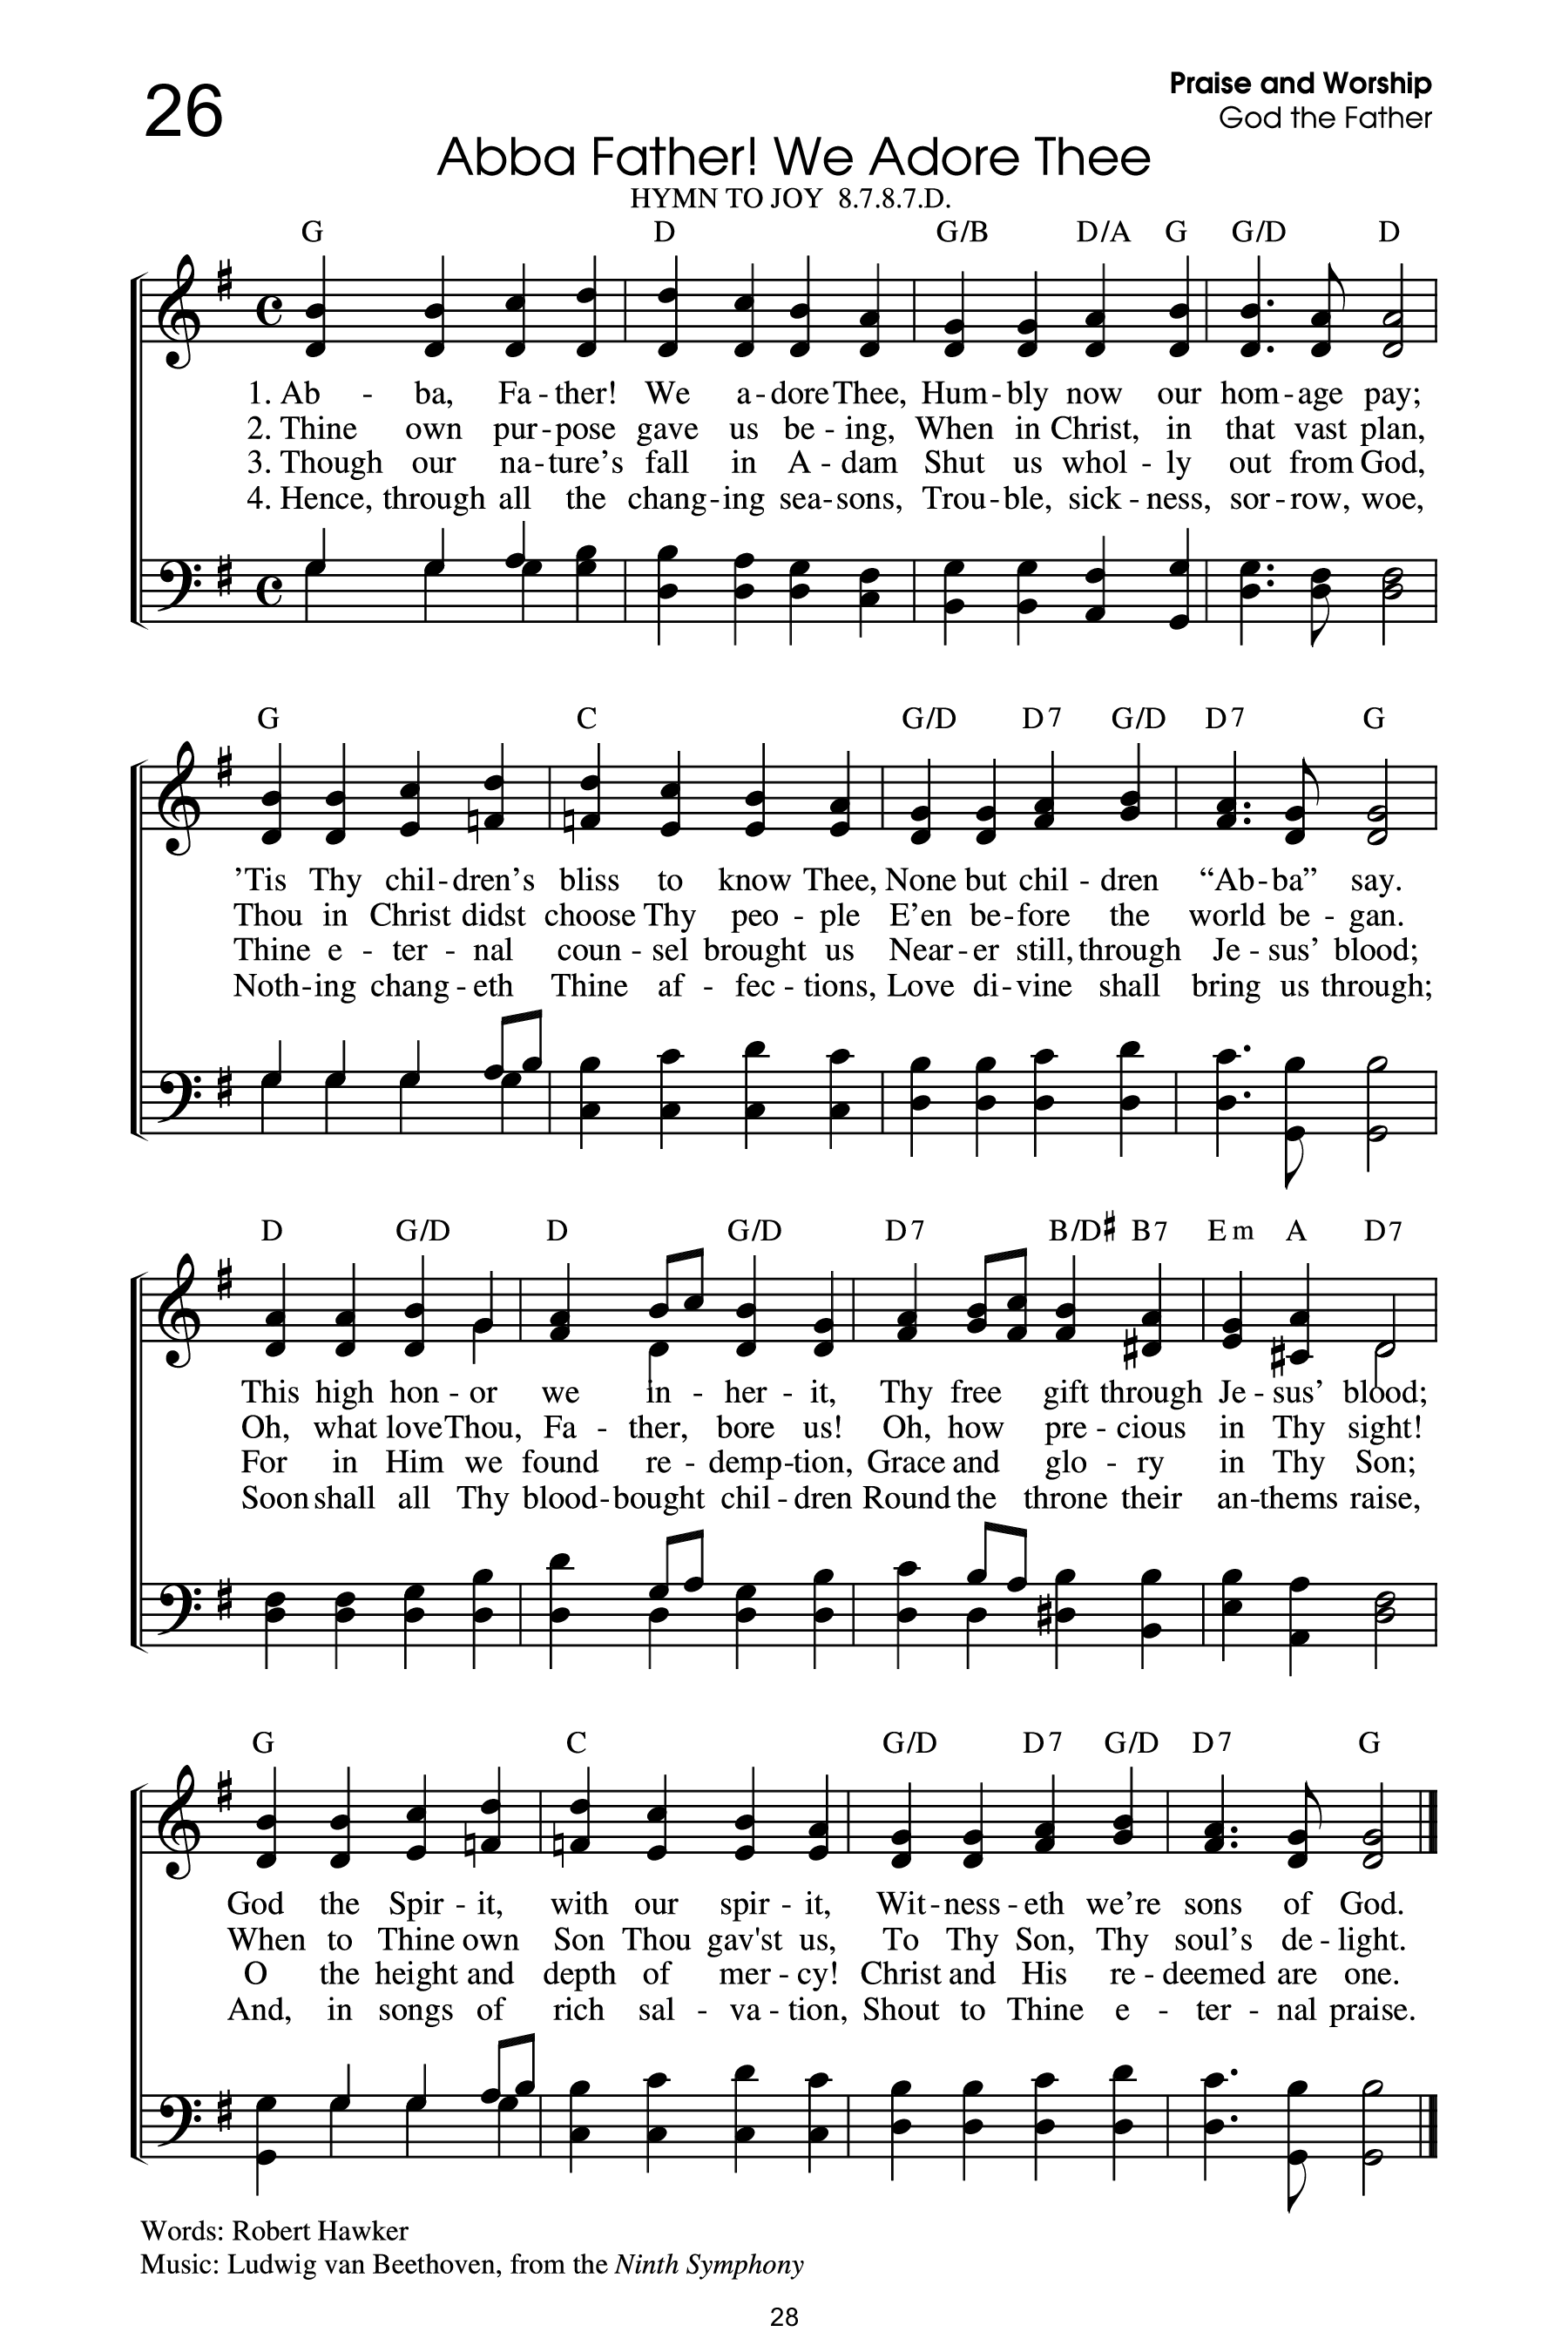 26
Praise and Worship
God the Father
Abba Father! We Adore Thee
HYMN TO JOY 8.7.8.7.D.
G D G/B D/A G G/D D
1. Ab - ba, Fa - ther! We a - dore Thee, Hum - bly now our hom - age pay;
2. Thine own pur - pose gave us be - ing, When in Christ, in that vast plan,
3. Though our na - ture's fall in A - dam Shut us whol - ly out from God,
4. Hence, through all the chang - ing sea - sons, Trou - ble, sick - ness, sor - row, woe,
G C G/D D7 G/D D7 G
’Tis Thy chil - dren’s bliss to know Thee, None but chil - dren “Ab - ba” say.
Thou in Christ didst choose Thy peo - ple E’en be - fore the world be - gan.
Thine e - ter - nal coun - sel brought us Near - er still, through Je - sus’ blood;
Noth - ing chang - eth Thine af - fec - tions, Love di - vine shall bring us through;
D G/D D G/D D7 B/D♯ B7 Em A D7
This high hon - or we in - her - it, Thy free gift through Je - sus’ blood;
Oh, what love Thou, Fa - ther, bore us! Oh, how pre - cious in Thy sight!
For in Him we found re - demp - tion, Grace and glo - ry in Thy Son;
Soon shall all Thy blood - bought chil - dren Round the throne their an - thems raise,
G C G/D D7 G/D D7 G
God the Spir - it, with our spir - it, Wit - ness - eth we’re sons of God.
When to Thine own Son Thou gav'st us, To Thy Son, Thy soul’s de - light.
O the height and depth of mer - cy! Christ and His re - deemed are one.
And, in songs of rich sal - va - tion, Shout to Thine e - ter - nal praise.
Words: Robert Hawker
Music: Ludwig van Beethoven, from the Ninth Symphony
28